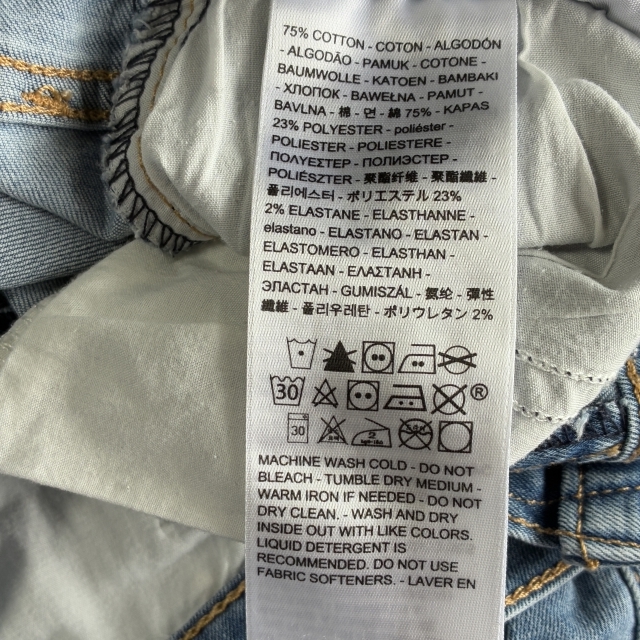 75% COTTON - COTON - ALGODÓN
- ALGODÃO - PAMUK - COTONE -
BAUMWOLLE - KATOEN - BAMBAKI
- ХЛОПОК - BAWEŁNA - PAMUT -
BAVLNA - 棉 - 면 - 綿 75% - KAPAS
23% POLYESTER - poliéster -
POLIESTER - POLIESTERE -
ΠΟΛΥΕΣΤΕΡ - ПОЛИЭСТЕР -
POLIÉSZTER - 聚酯纤维 - 聚酯纖維 -
폴리에스터 - ポリエステル 23%
2% ELASTANE - ELASTHANNE -
elastano - ELASTANO - ELASTAN -
ELASTOMERO - ELASTHAN -
ELASTAAN - ΕΛΑΣΤΑΝΗ -
ЭЛАСТАН - GUMISZÁL - 氨纶 - 彈性
纖維 - 폴리우레탄 - ポリウレタン 2%
30 ®
30
MACHINE WASH COLD - DO NOT
BLEACH - TUMBLE DRY MEDIUM -
WARM IRON IF NEEDED - DO NOT
DRY CLEAN. - WASH AND DRY
INSIDE OUT WITH LIKE COLORS.
LIQUID DETERGENT IS
RECOMMENDED. DO NOT USE
FABRIC SOFTENERS. - LAVER EN